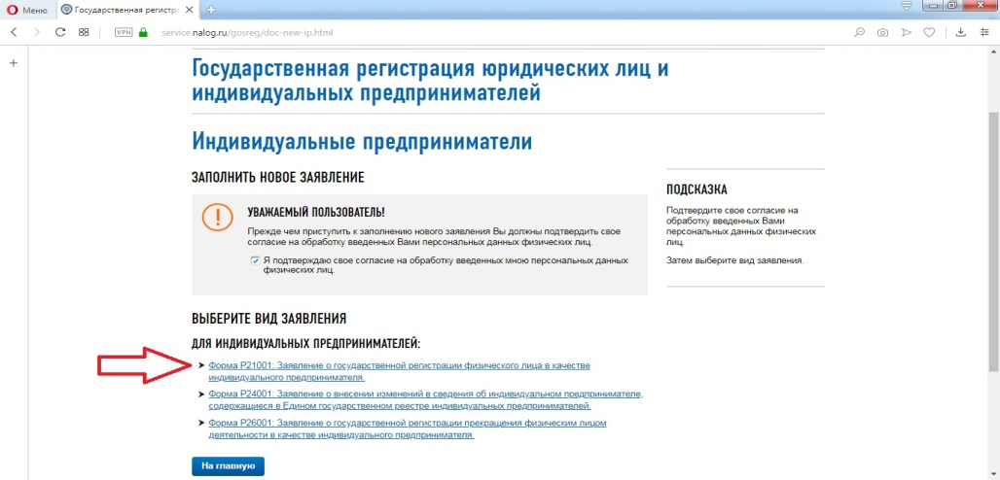 Меню
Государственная регистра
VPN
service.nalog.ru/gosreg/doc-new-ip.html
Государственная регистрация юридических лиц и
индивидуальных предпринимателей
Индивидуальные предприниматели
ЗАПОЛНИТЬ НОВОЕ ЗАЯВЛЕНИЕ
УВАЖАЕМЫЙ ПОЛЬЗОВАТЕЛЬ!
Прежде чем приступить к заполнению нового заявления Вы должны подтвердить свое
согласие на обработку введенных Вами персональных данных физических лиц.
Я подтверждаю свое согласие на обработку введенных мною персональных данных
физических лиц.
ПОДСКАЗКА
Подтвердите свое согласие на
обработку введенных Вами
персональных данных физических
лиц.
Затем выберите вид заявления.
ВЫБЕРИТЕ ВИД ЗАЯВЛЕНИЯ
ДЛЯ ИНДИВИДУАЛЬНЫХ ПРЕДПРИНИМАТЕЛЕЙ:
Форма Р21001: Заявление о государственной регистрации физического лица в качестве
индивидуального предпринимателя.
Форма Р24001: Заявление о внесении изменений в сведения об индивидуальном предпринимателе,
содержащиеся в Едином государственном реестре индивидуальных предпринимателей.
Форма Р26001: Заявление о государственной регистрации прекращения физическим лицом
деятельности в качестве индивидуального предпринимателя.
На главную